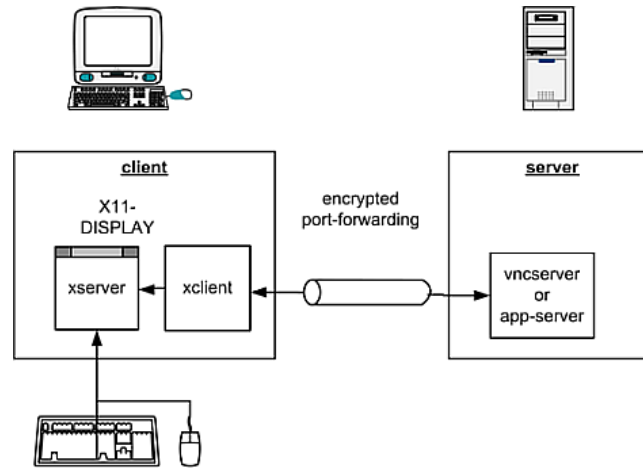 client
server
X11-
DISPLAY
encrypted
port-forwarding
xserver
xclient
vncserver
or
app-server